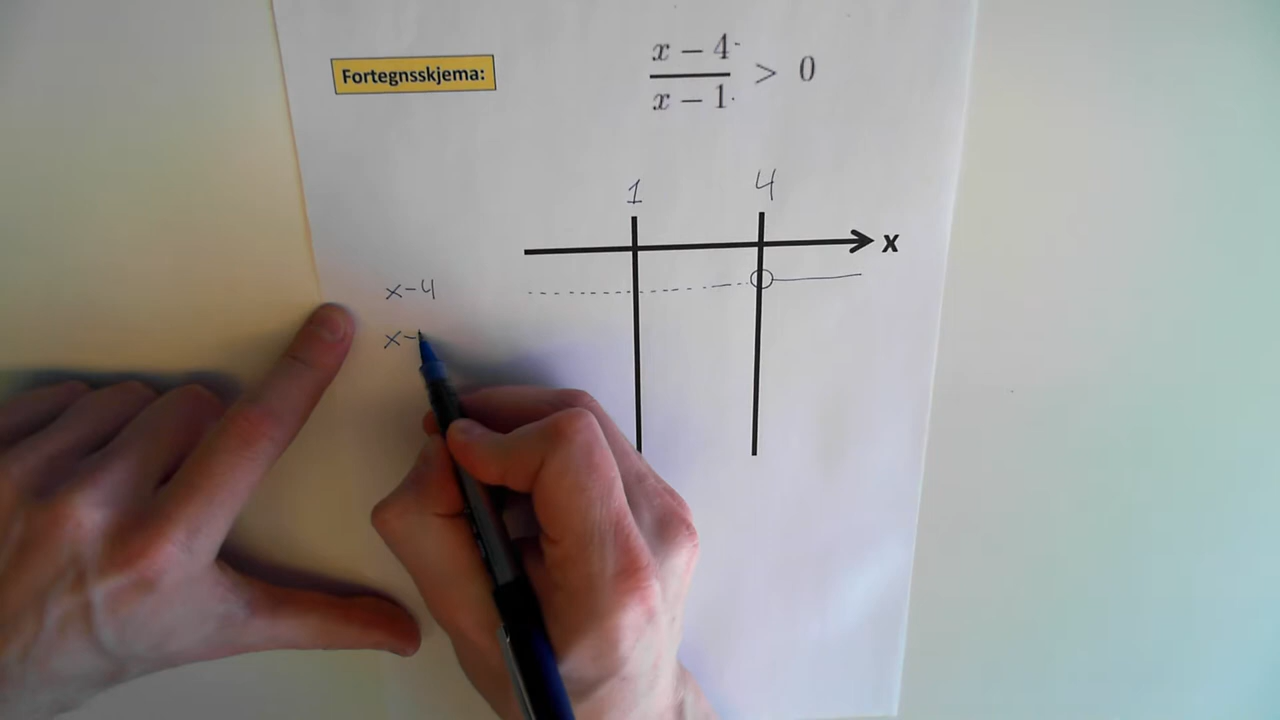 Fortegnsskjema:
x - 4
x - 1
> 0
1
4
x
x-4
x-